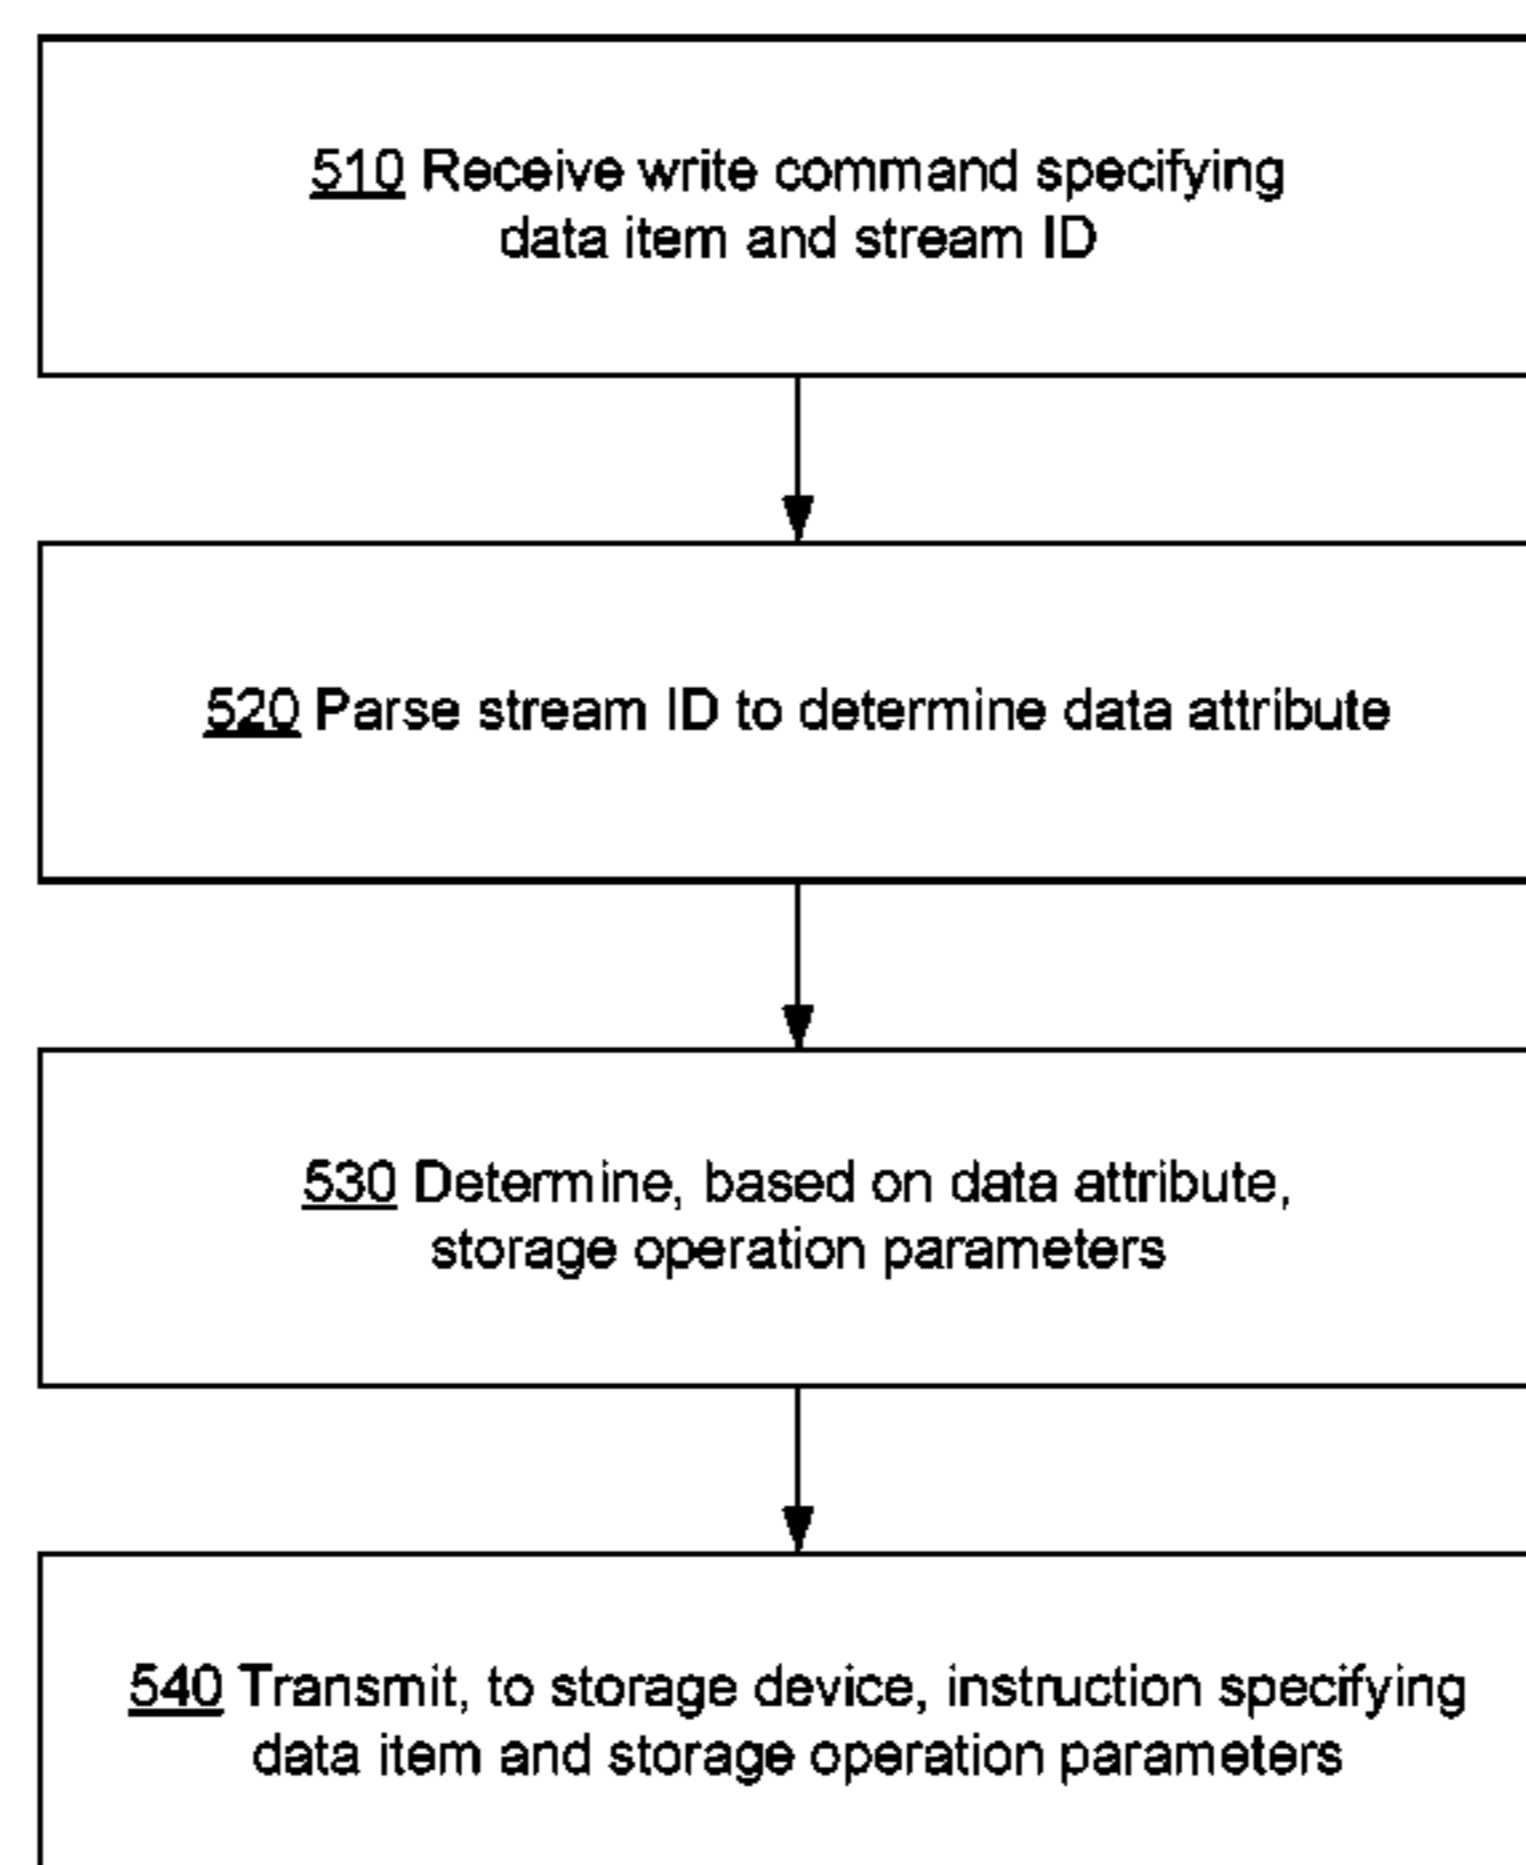 510 Receive write command specifying
data item and stream ID
520 Parse stream ID to determine data attribute
530 Determine, based on data attribute,
storage operation parameters
540 Transmit, to storage device, instruction specifying
data item and storage operation parameters